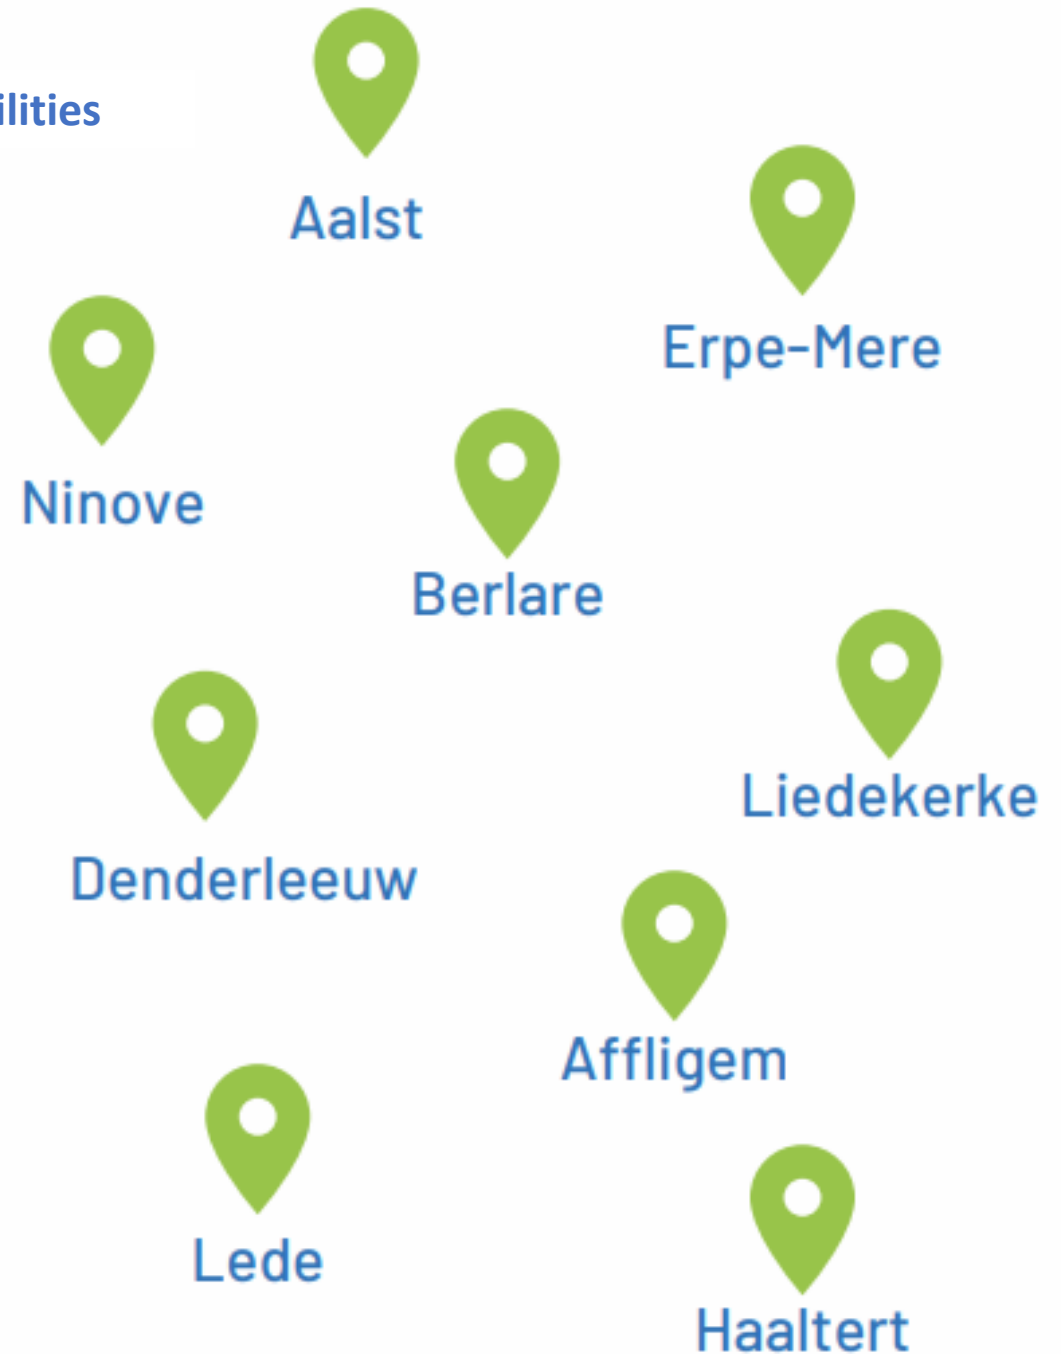 ilities
Aalst
Erpe-Mere
Ninove
Berlare
Liedekerke
Denderleeuw
Affligem
Lede
Haaltert